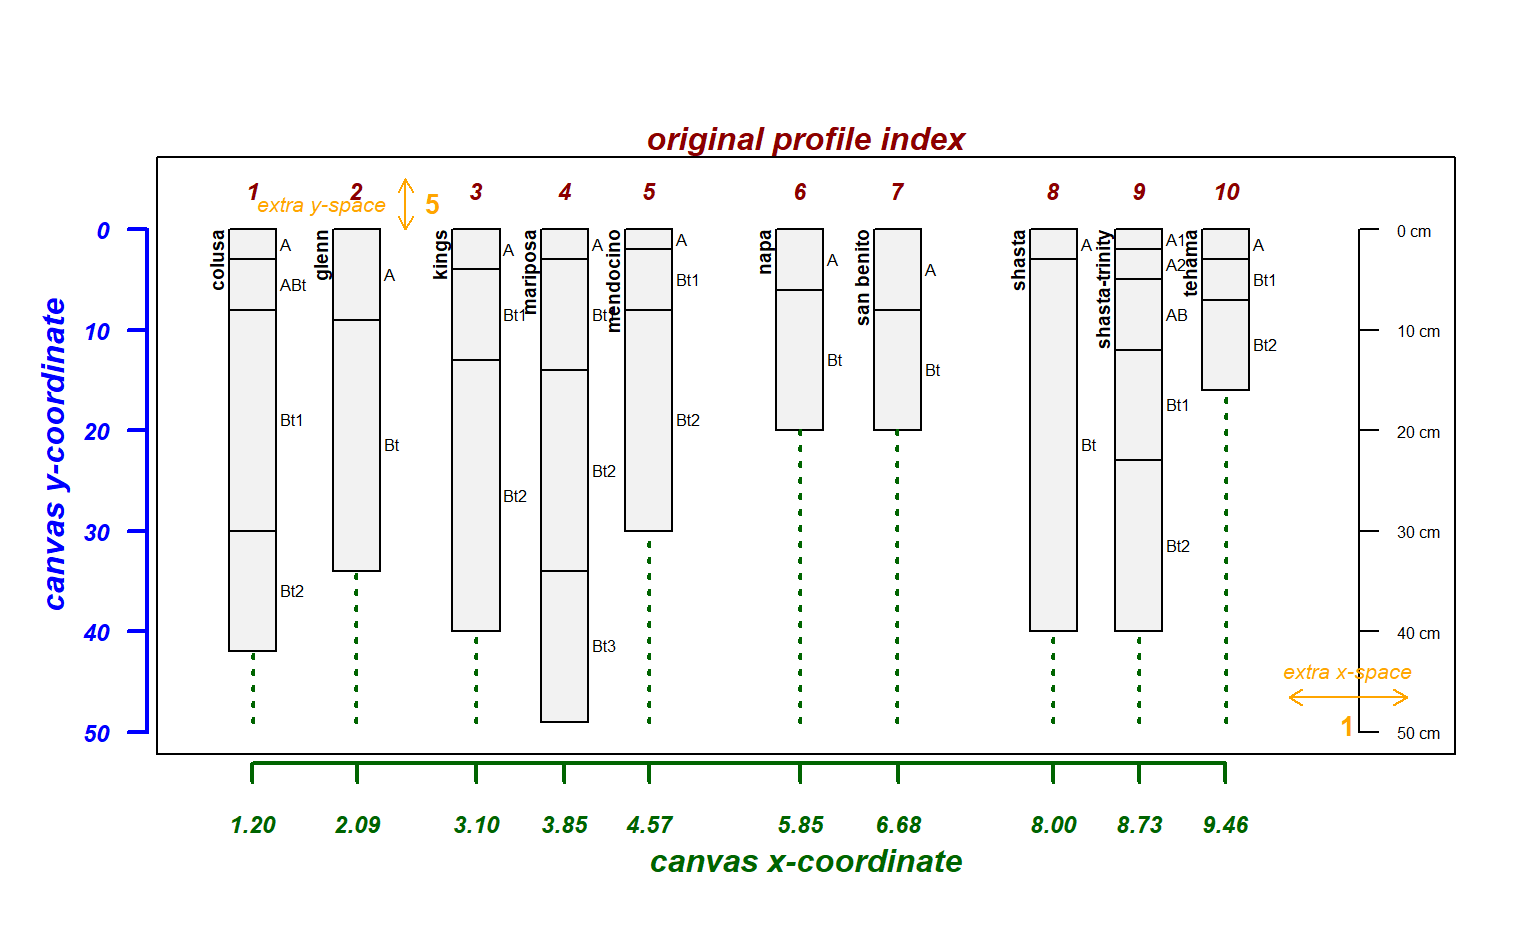 original profile index
1 2 3 4 5 6 7 8 9 10
extra y-space 5
canvas y-coordinate
0
10
20
30
40
50
colusa
A
ABt
Bt1
Bt2
glenn
A
Bt
kings
A
Bt1
Bt2
mariposa
A
Bt1
Bt2
Bt3
mendocino
A
Bt1
Bt2
napa
A
Bt
san benito
A
Bt
shasta
A
Bt
shasta-trinity
A1
A2
AB
Bt1
Bt2
tehama
A
Bt1
Bt2
0 cm
10 cm
20 cm
30 cm
40 cm
50 cm
extra x-space
1
1.20 2.09 3.10 3.85 4.57 5.85 6.68 8.00 8.73 9.46
canvas x-coordinate